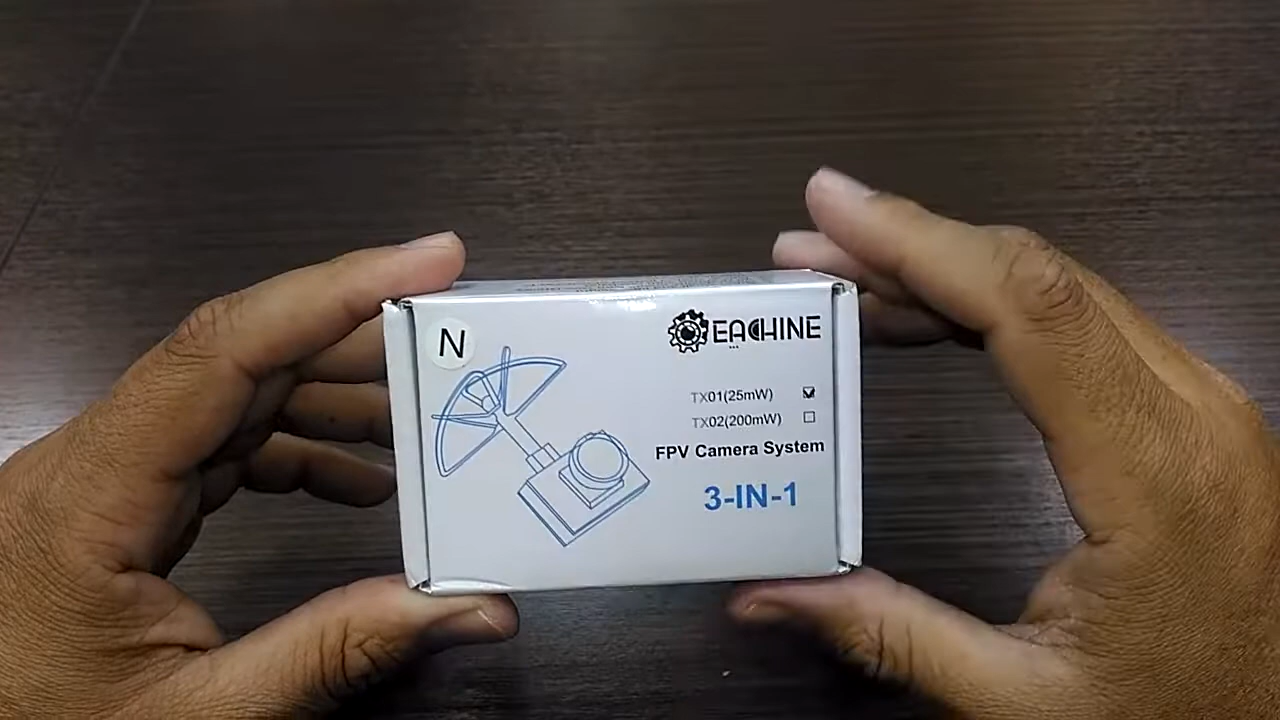 N
EACHINE
TX01(25mW)
TX02(200mW)
FPV Camera System
3-IN-1